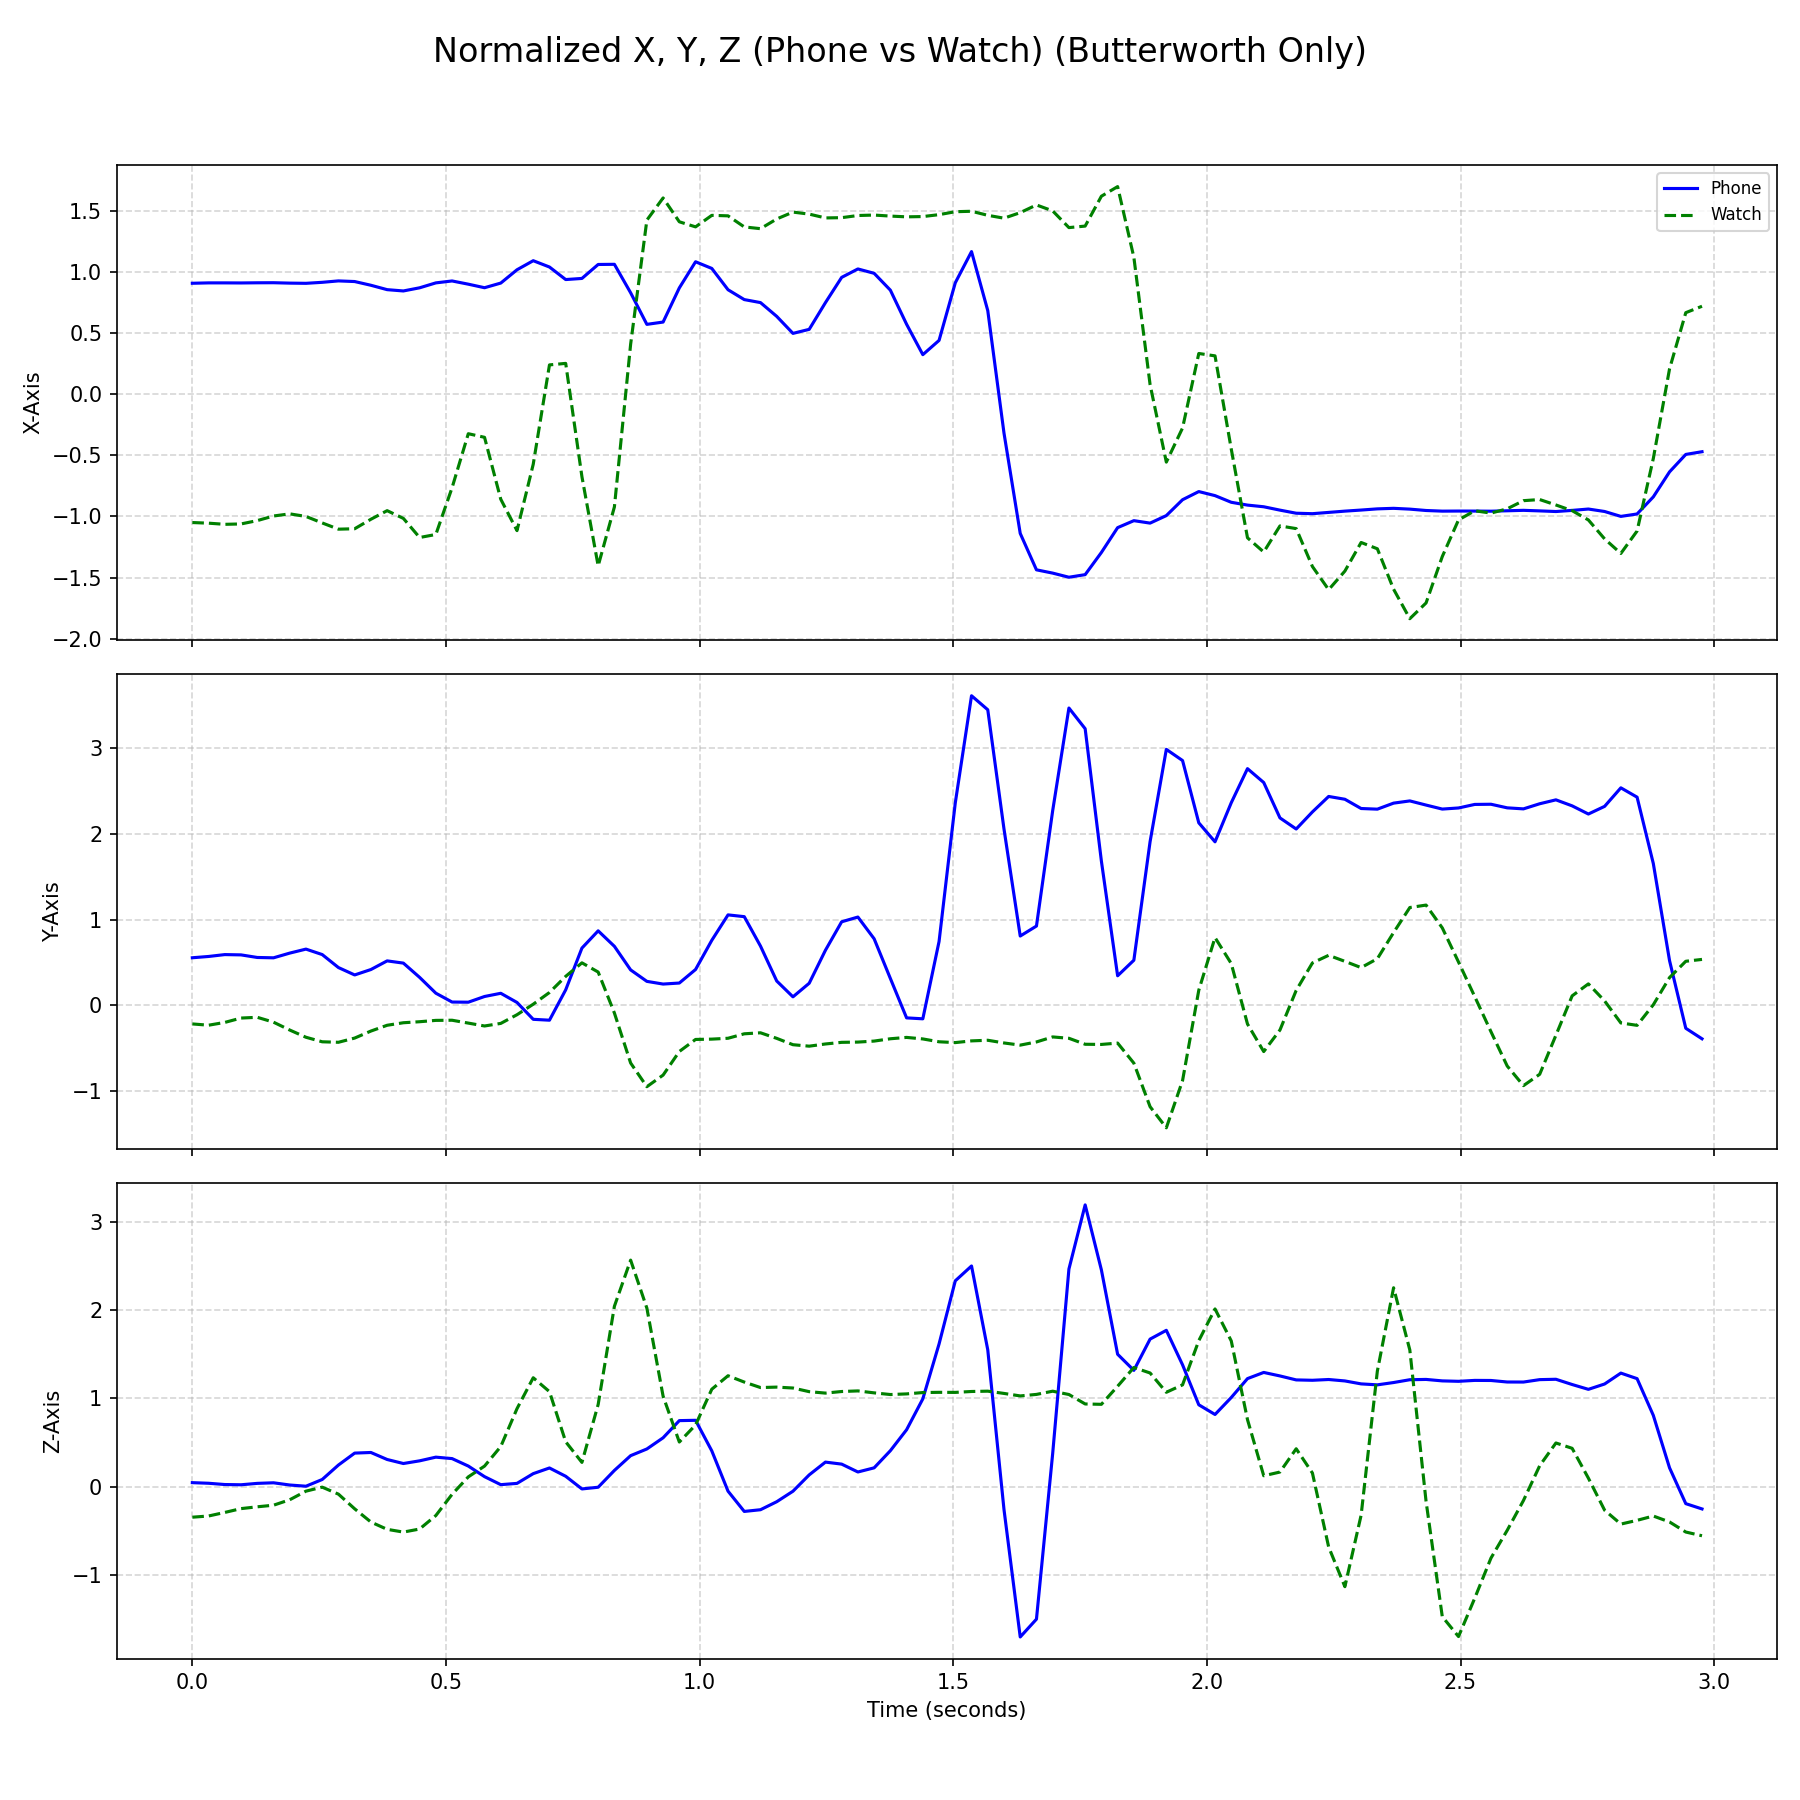 Normalized X, Y, Z (Phone vs Watch) (Butterworth Only)
Phone
Watch
X-Axis
1.5
1.0
0.5
0.0
−0.5
−1.0
−1.5
−2.0
Y-Axis
3
2
1
0
−1
Z-Axis
3
2
1
0
−1
0.0 0.5 1.0 1.5 2.0 2.5 3.0
Time (seconds)